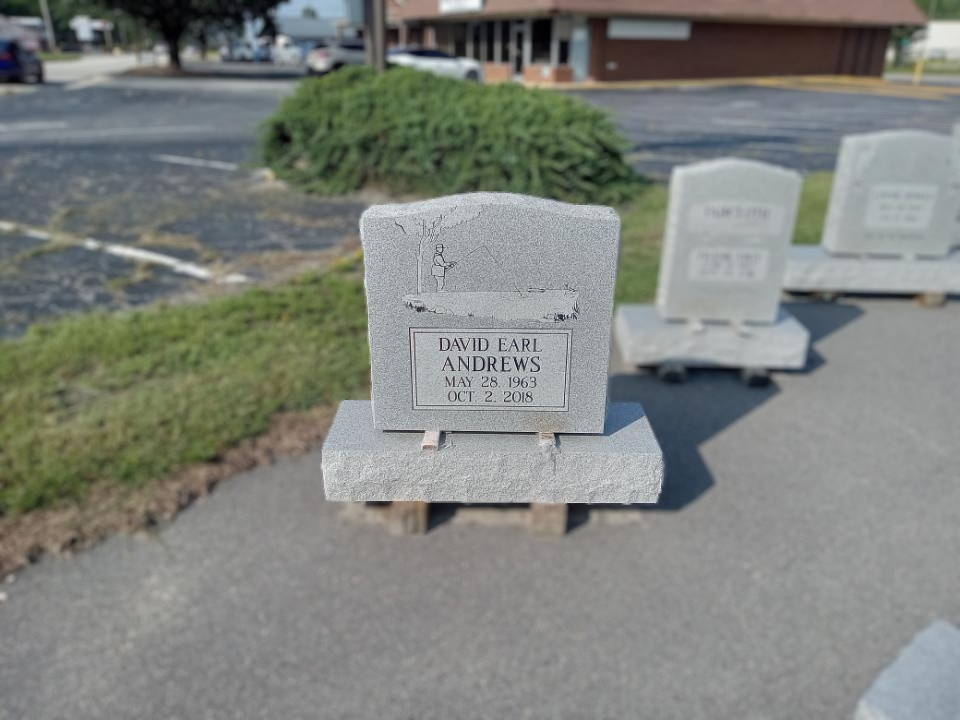 DAVID EARL
ANDREWS
MAY 28, 1963
OCT. 2, 2018